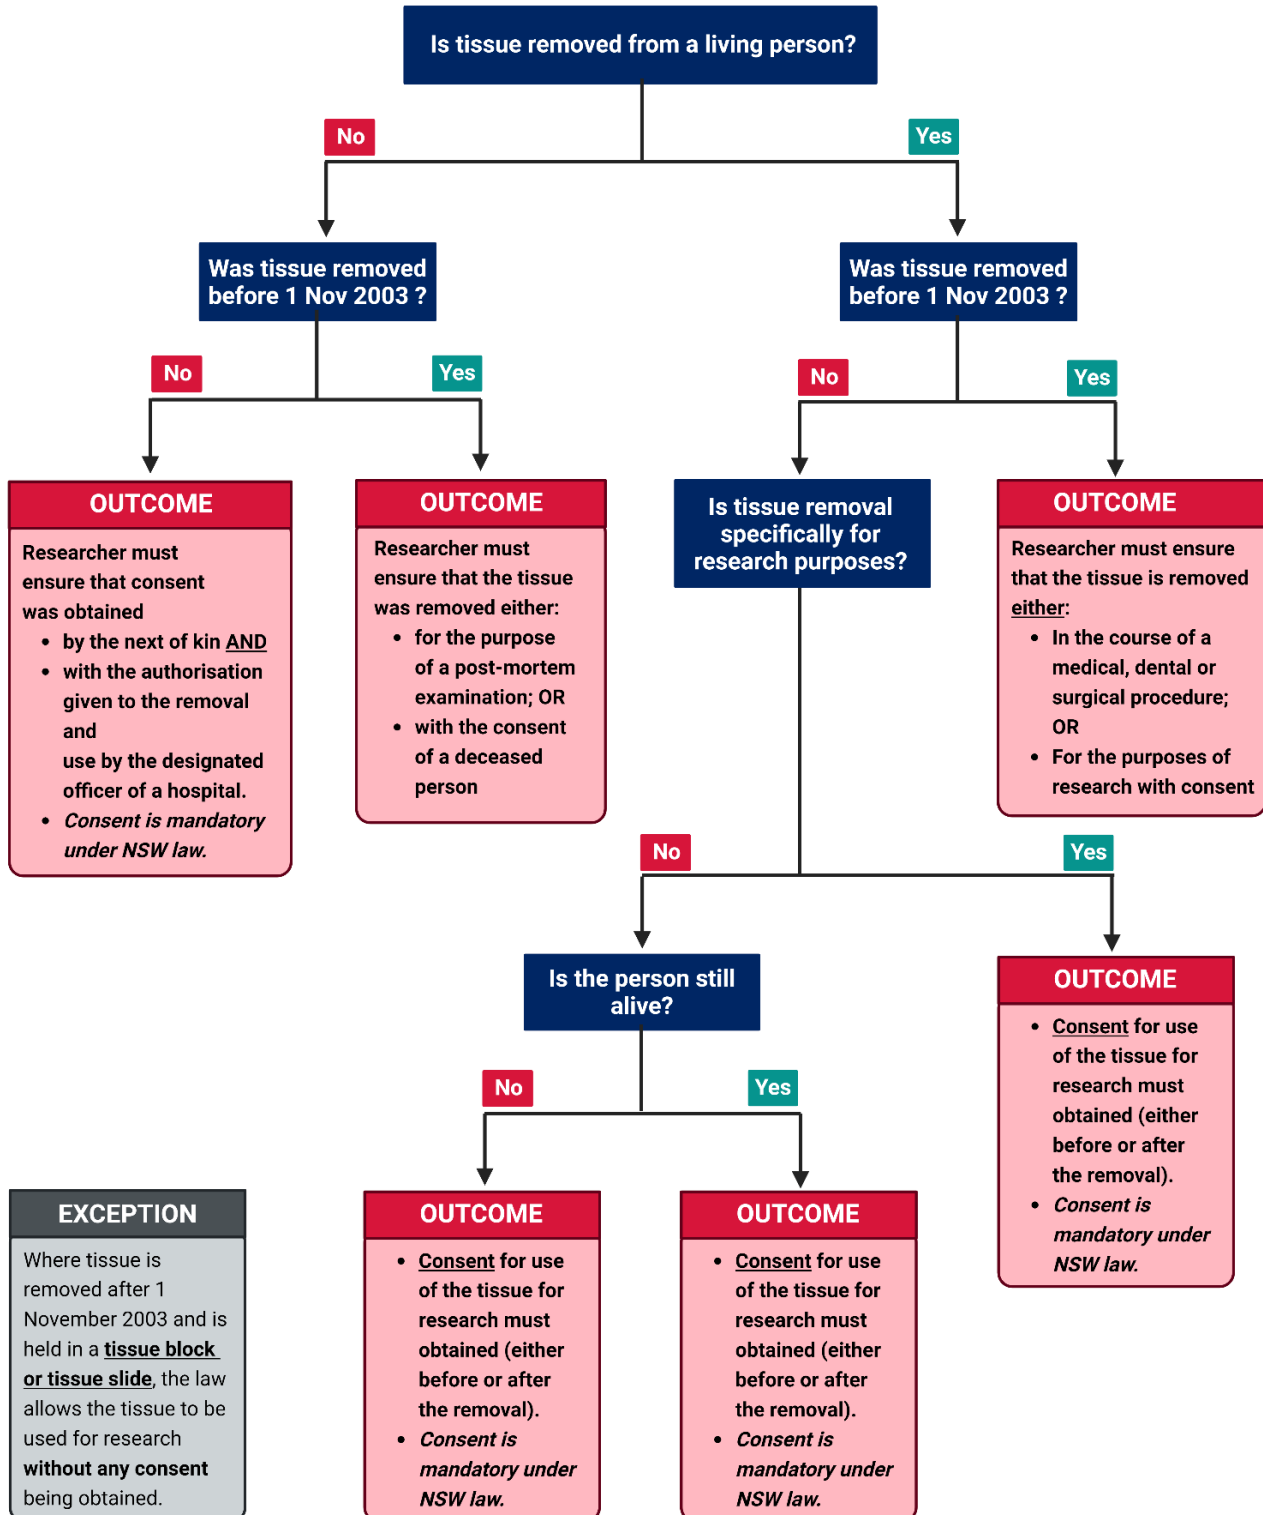 Is tissue removed from a living person?
No
Yes
Was tissue removed
before 1 Nov 2003 ?
Was tissue removed
before 1 Nov 2003 ?
No
Yes
No
Yes
OUTCOME
Researcher must
ensure that consent
was obtained
• by the next of kin AND
• with the authorisation
given to the removal
and
use by the designated
officer of a hospital.
• Consent is mandatory
under NSW law.
OUTCOME
Researcher must
ensure that the tissue
was removed either:
• for the purpose
of a post-mortem
examination; OR
• with the consent
of a deceased
person
Is tissue removal
specifically for
research purposes?
OUTCOME
Researcher must ensure
that the tissue is removed
either:
• In the course of a
medical, dental or
surgical procedure;
OR
• For the purposes of
research with consent
No
Yes
Is the person still
alive?
OUTCOME
• Consent for use
of the tissue for
research must
obtained (either
before or after
the removal).
• Consent is
mandatory under
NSW law.
No
Yes
EXCEPTION
Where tissue is
removed after 1
November 2003 and is
held in a tissue block
or tissue slide, the law
allows the tissue to be
used for research
without any consent
being obtained.
OUTCOME
• Consent for use
of the tissue for
research must
obtained (either
before or after
the removal).
• Consent is
mandatory under
NSW law.
OUTCOME
• Consent for use
of the tissue for
research must
obtained (either
before or after
the removal).
• Consent is
mandatory under
NSW law.